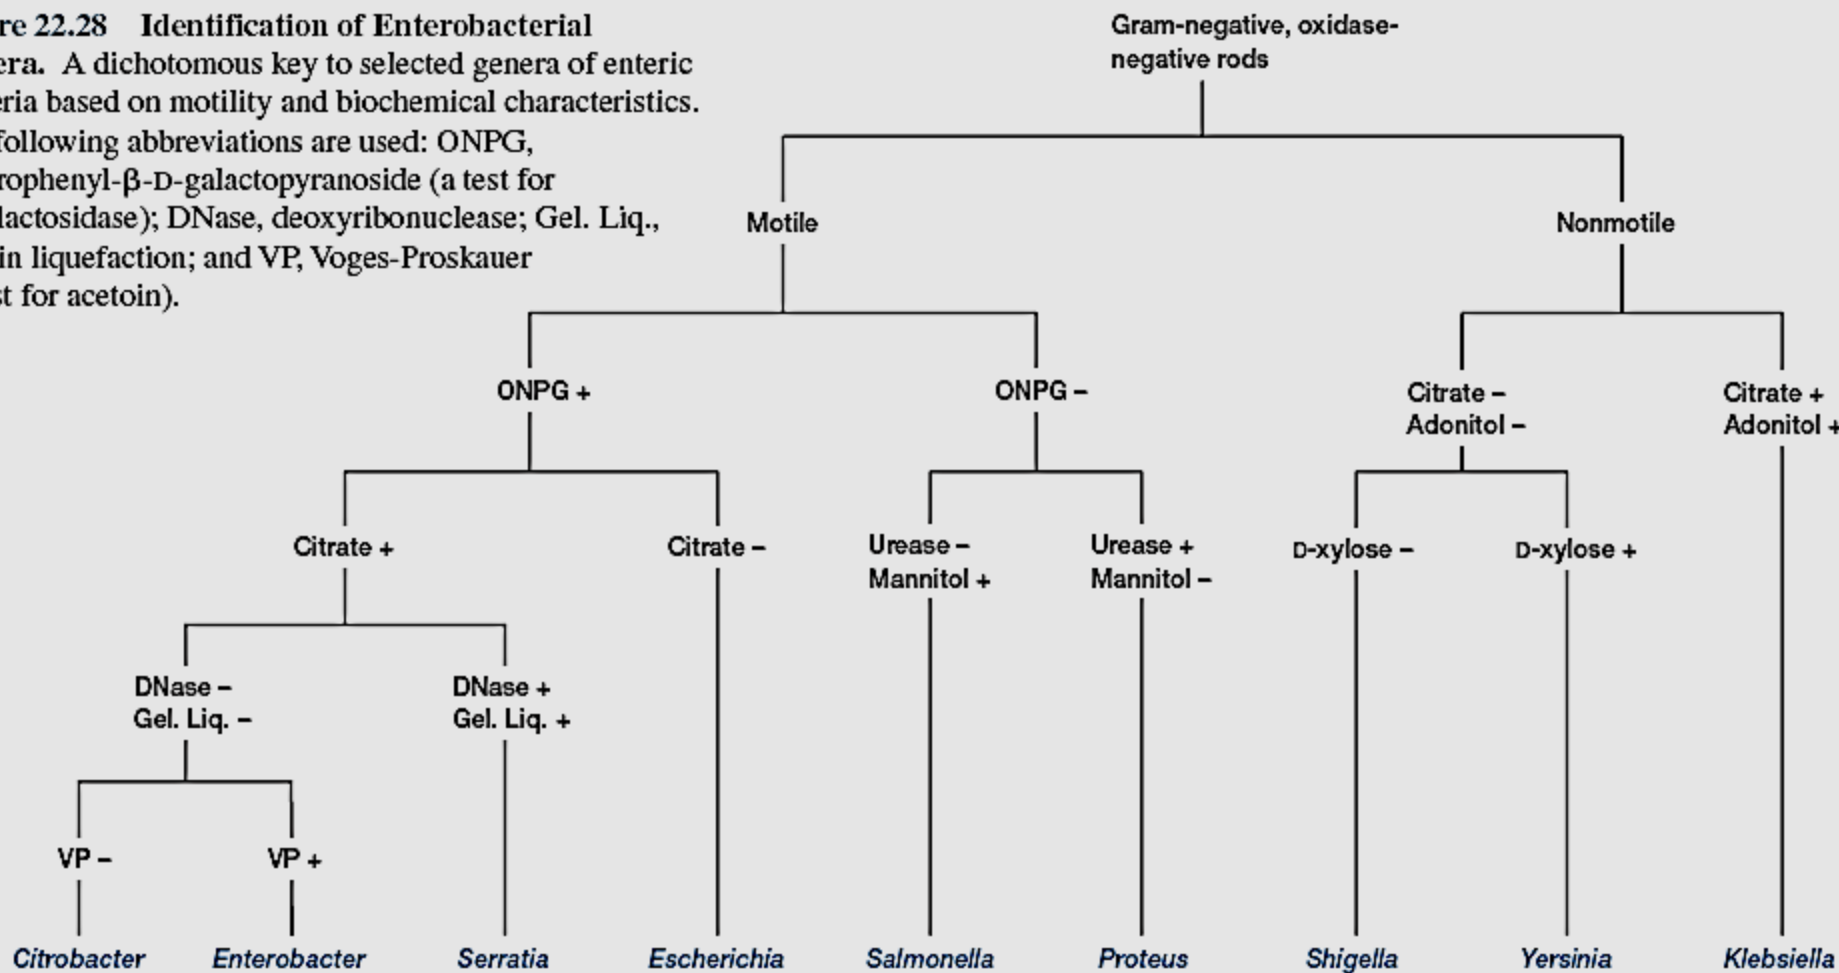 re 22.28 Identification of Enterobacterial
era. A dichotomous key to selected genera of enteric
eria based on motility and biochemical characteristics.
following abbreviations are used: ONPG,
rophenyl-β-D-galactopyranoside (a test for
lactosidase); DNase, deoxyribonuclease; Gel. Liq.,
in liquefaction; and VP, Voges-Proskauer
st for acetoin).
Gram-negative, oxidase-
negative rods
Motile
Nonmotile
ONPG +
ONPG –
Citrate –
Adonitol –
Citrate +
Adonitol +
Citrate +
Citrate –
Urease –
Mannitol +
Urease +
Mannitol –
D-xylose –
D-xylose +
DNase –
Gel. Liq. –
DNase +
Gel. Liq. +
VP –
VP +
Citrobacter
Enterobacter
Serratia
Escherichia
Salmonella
Proteus
Shigella
Yersinia
Klebsiella